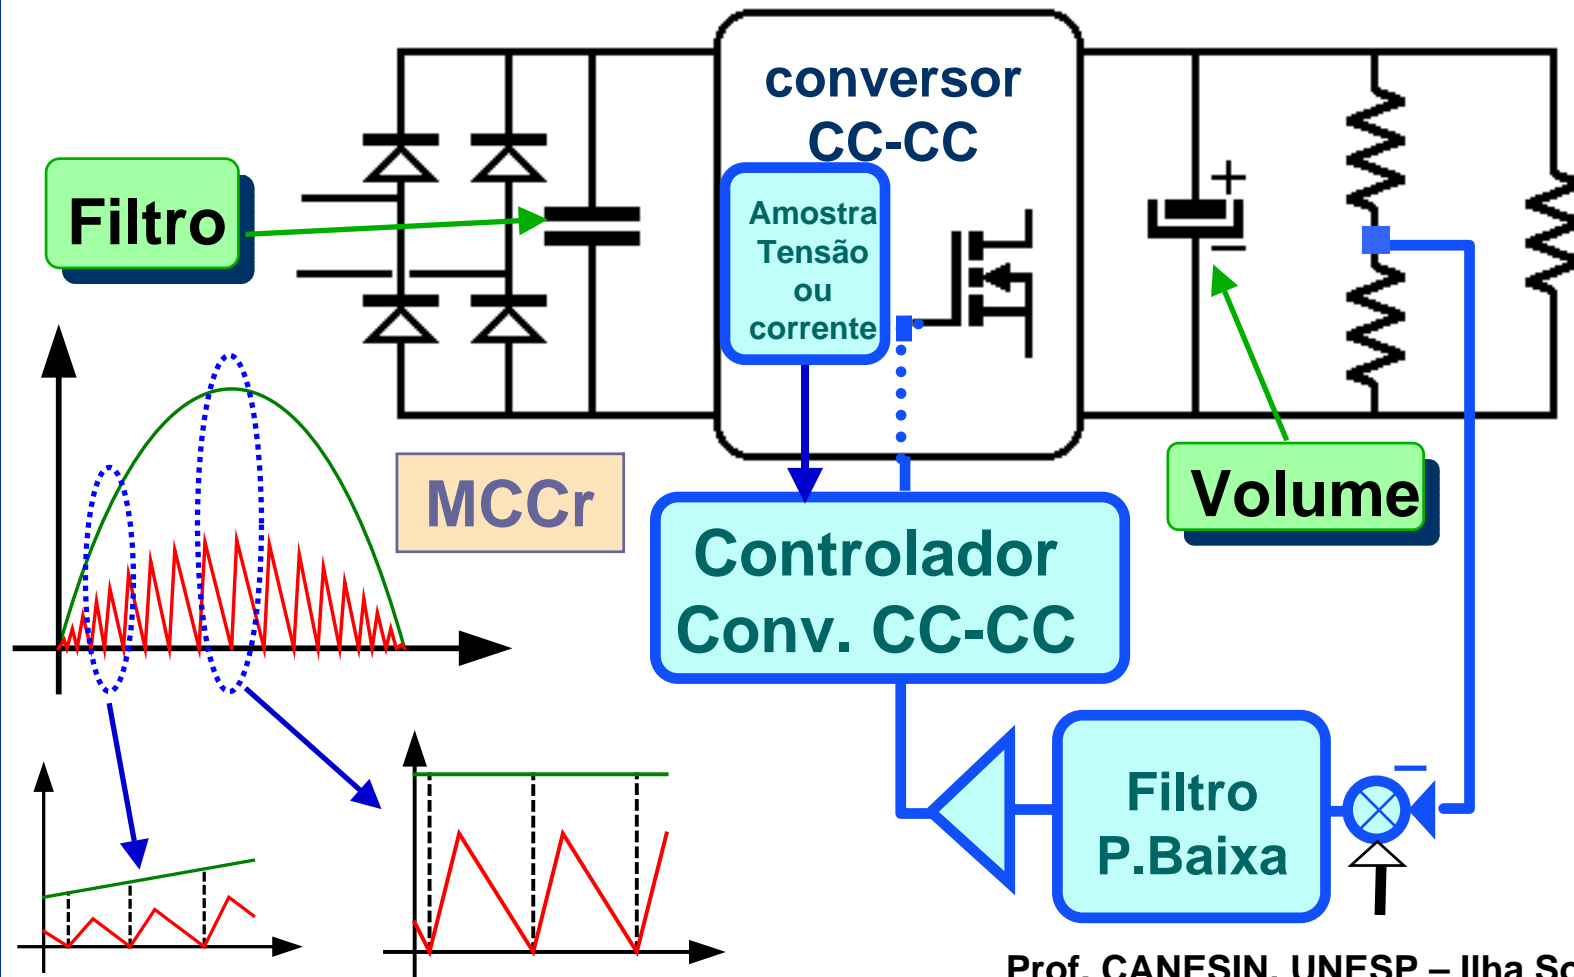 conversor
CC-CC
Filtro
Amostra
Tensão
ou
corrente
+
−
MCCr
Volume
Controlador
Conv. CC-CC
Filtro
P.Baixa
−
Prof. CANESIN, UNESP – Ilha